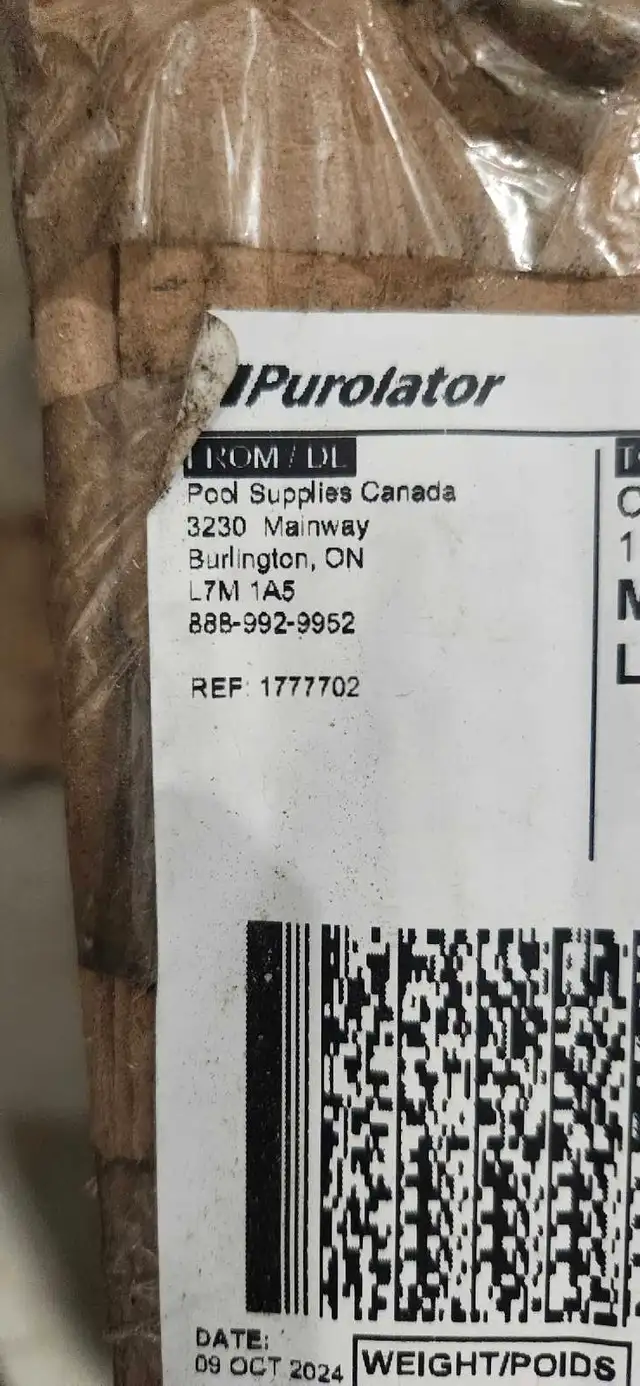 Purolator
FROM / DE
Pool Supplies Canada
3230 Mainway
Burlington, ON
L7M 1A5
888-992-9952
REF: 1777702
DATE:
09 OCT 2024
WEIGHT/POIDS